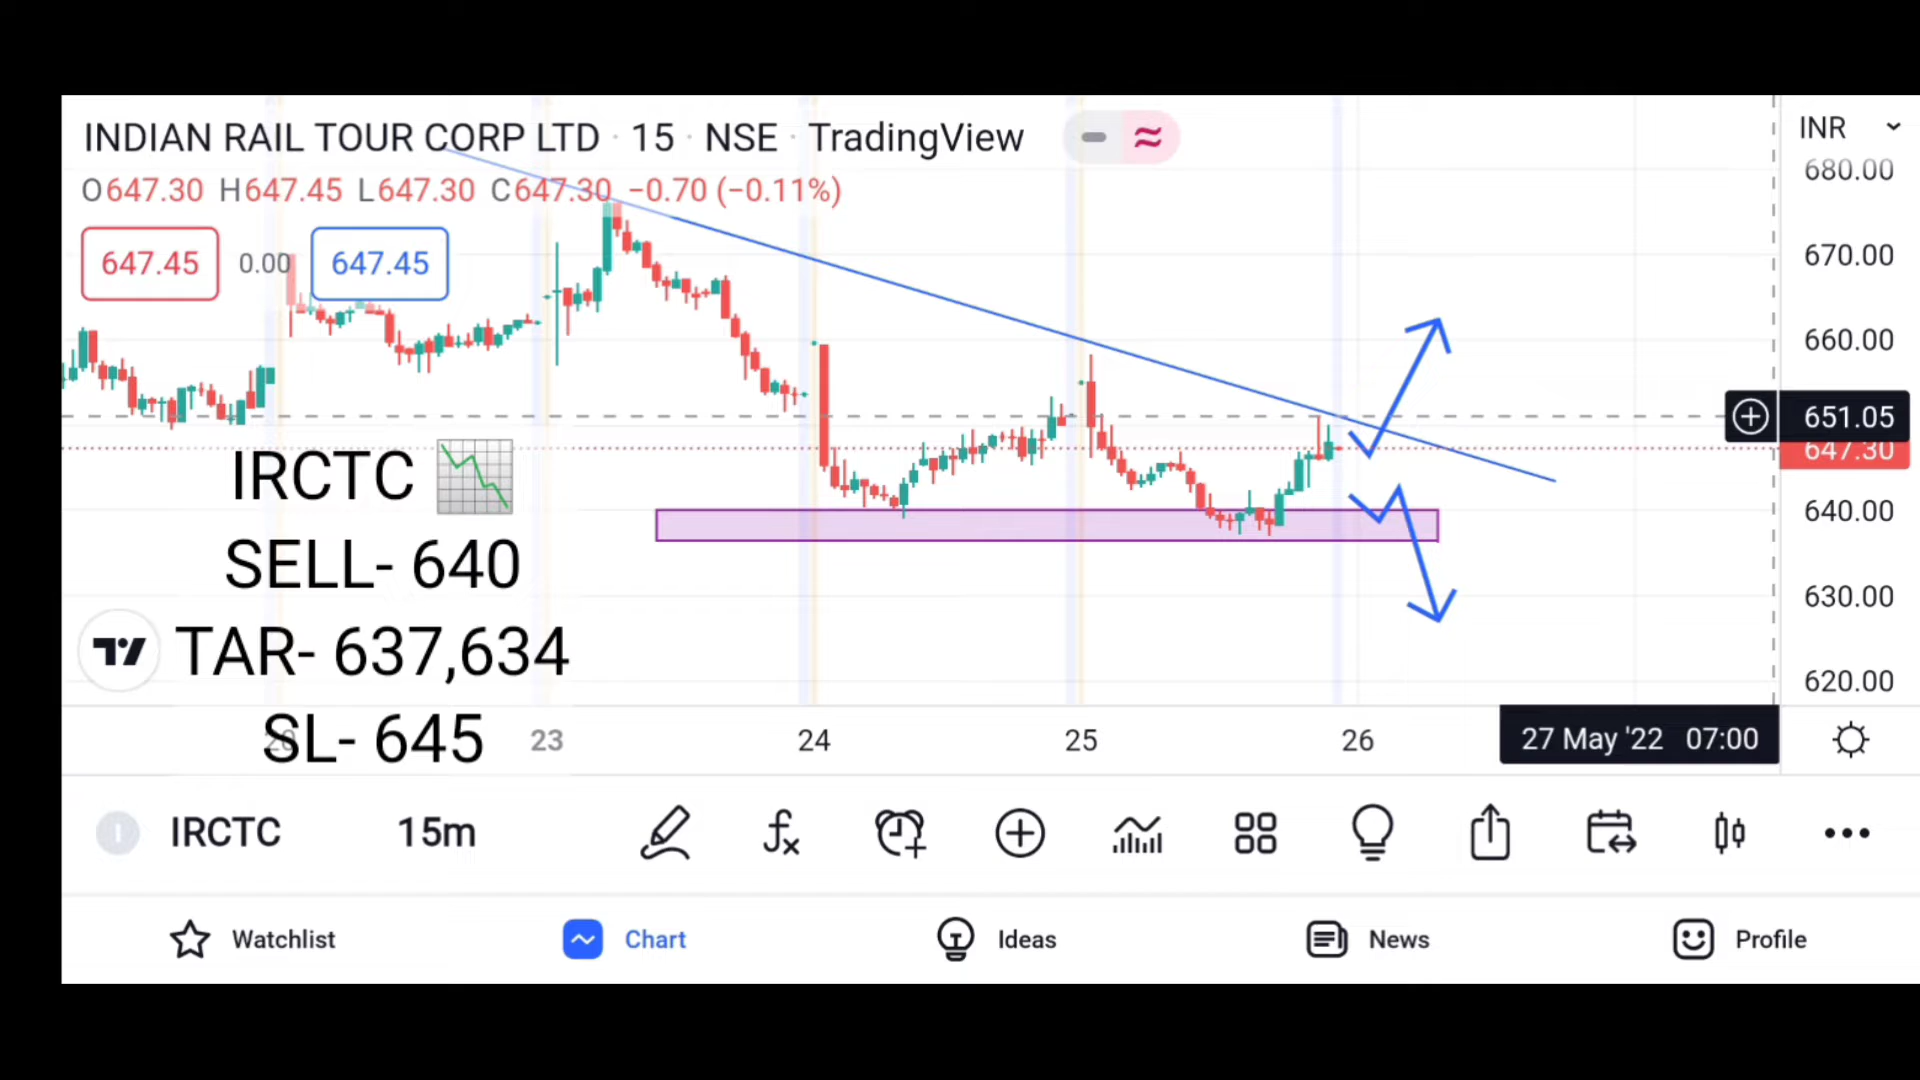 INDIAN RAIL TOUR CORP LTD · 15 · NSE · TradingView
O647.30 H647.45 L647.30 C647.30 −0.70 (−0.11%)
647.45 0.00 647.45
INR
680.00
670.00
660.00
651.05
647.30
640.00
630.00
620.00
IRCTC
SELL- 640
TAR- 637,634
SL- 645
20 23 24 25 26 27 May '22 07:00
IRCTC 15m
Watchlist Chart Ideas News Profile